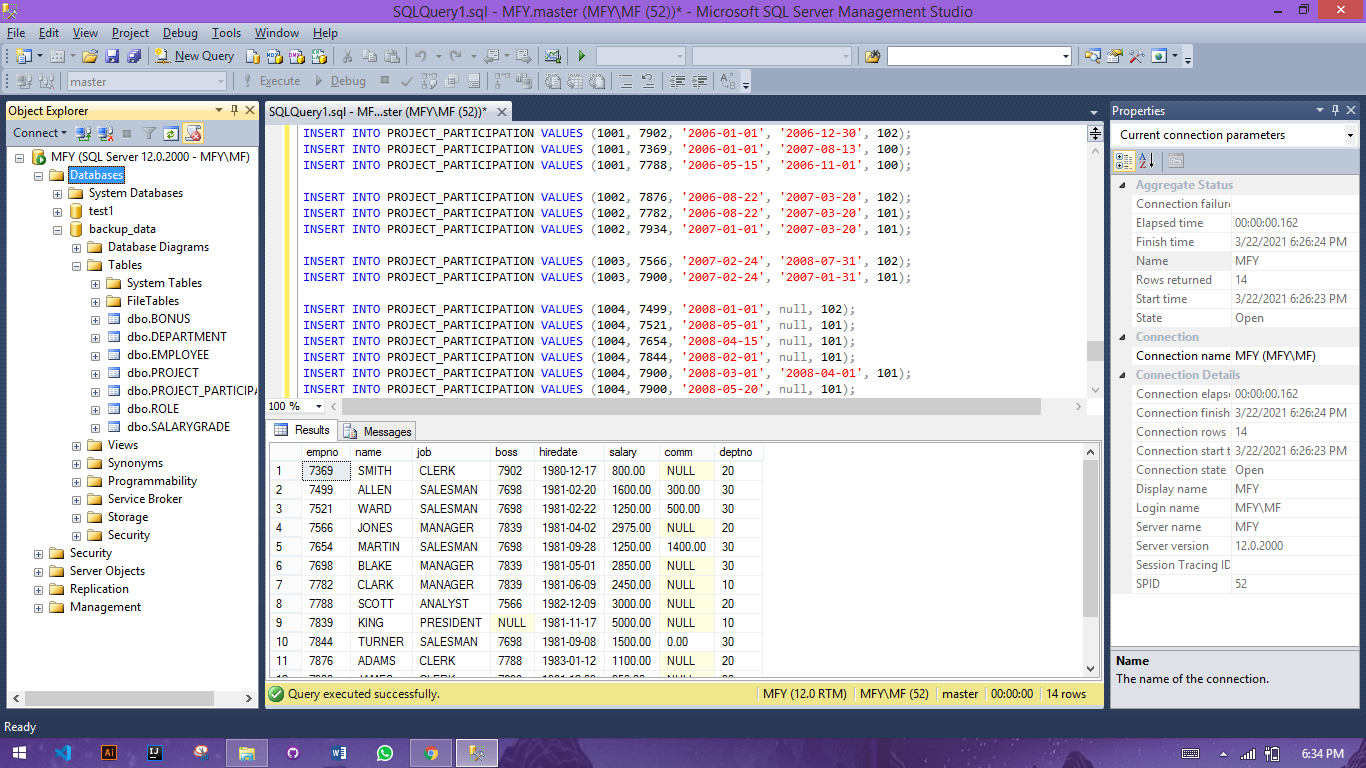 SQLQuery1.sql - MFY.master (MFY\MF (52))* - Microsoft SQL Server Management Studio
File Edit View Project Debug Tools Window Help
New Query
master Execute Debug
Object Explorer
Connect
MFY (SQL Server 12.0.2000 - MFY\MF)
Databases
System Databases
test1
backup_data
Database Diagrams
Tables
System Tables
FileTables
dbo.BONUS
dbo.DEPARTMENT
dbo.EMPLOYEE
dbo.PROJECT
dbo.PROJECT_PARTICIPA
dbo.ROLE
dbo.SALARYGRADE
Views
Synonyms
Programmability
Service Broker
Storage
Security
Security
Server Objects
Replication
Management
SQLQuery1.sql - MF...ster (MFY\MF (52))*
INSERT INTO PROJECT_PARTICIPATION VALUES (1001, 7902, '2006-01-01', '2006-12-30', 102);
INSERT INTO PROJECT_PARTICIPATION VALUES (1001, 7369, '2006-01-01', '2007-08-13', 100);
INSERT INTO PROJECT_PARTICIPATION VALUES (1001, 7788, '2006-05-15', '2006-11-01', 100);
INSERT INTO PROJECT_PARTICIPATION VALUES (1002, 7876, '2006-08-22', '2007-03-20', 102);
INSERT INTO PROJECT_PARTICIPATION VALUES (1002, 7782, '2006-08-22', '2007-03-20', 101);
INSERT INTO PROJECT_PARTICIPATION VALUES (1002, 7934, '2007-01-01', '2007-03-20', 101);
INSERT INTO PROJECT_PARTICIPATION VALUES (1003, 7566, '2007-02-24', '2008-07-31', 102);
INSERT INTO PROJECT_PARTICIPATION VALUES (1003, 7900, '2007-02-24', '2007-01-31', 101);
INSERT INTO PROJECT_PARTICIPATION VALUES (1004, 7499, '2008-01-01', null, 102);
INSERT INTO PROJECT_PARTICIPATION VALUES (1004, 7521, '2008-05-01', null, 101);
INSERT INTO PROJECT_PARTICIPATION VALUES (1004, 7654, '2008-04-15', null, 101);
INSERT INTO PROJECT_PARTICIPATION VALUES (1004, 7844, '2008-02-01', null, 101);
INSERT INTO PROJECT_PARTICIPATION VALUES (1004, 7900, '2008-03-01', '2008-04-01', 101);
INSERT INTO PROJECT_PARTICIPATION VALUES (1004, 7900, '2008-05-20', null, 101);
100 %
Results Messages
empno name job boss hiredate salary comm deptno
1 7369 SMITH CLERK 7902 1980-12-17 800.00 NULL 20
2 7499 ALLEN SALESMAN 7698 1981-02-20 1600.00 300.00 30
3 7521 WARD SALESMAN 7698 1981-02-22 1250.00 500.00 30
4 7566 JONES MANAGER 7839 1981-04-02 2975.00 NULL 20
5 7654 MARTIN SALESMAN 7698 1981-09-28 1250.00 1400.00 30
6 7698 BLAKE MANAGER 7839 1981-05-01 2850.00 NULL 30
7 7782 CLARK MANAGER 7839 1981-06-09 2450.00 NULL 10
8 7788 SCOTT ANALYST 7566 1982-12-09 3000.00 NULL 20
9 7839 KING PRESIDENT NULL 1981-11-17 5000.00 NULL 10
10 7844 TURNER SALESMAN 7698 1981-09-08 1500.00 0.00 30
11 7876 ADAMS CLERK 7788 1983-01-12 1100.00 NULL 20
Query executed successfully. MFY (12.0 RTM) MFY\MF (52) master 00:00:00 14 rows
Properties
Current connection parameters
Aggregate Status
Connection failure
Elapsed time 00:00:00.162
Finish time 3/22/2021 6:26:24 PM
Name MFY
Rows returned 14
Start time 3/22/2021 6:26:23 PM
State Open
Connection
Connection name MFY (MFY\MF)
Connection Details
Connection elaps 00:00:00.162
Connection finish 3/22/2021 6:26:24 PM
Connection rows 14
Connection start t 3/22/2021 6:26:23 PM
Connection state Open
Display name MFY
Login name MFY\MF
Server name MFY
Server version 12.0.2000
Session Tracing ID
SPID 52
Name
The name of the connection.
Ready
6:34 PM